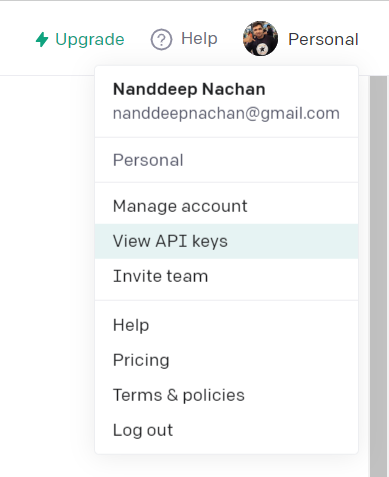 Upgrade Help Personal
Nanddeep Nachan
nanddeepnachan@gmail.com
Personal
Manage account
View API keys
Invite team
Help
Pricing
Terms & policies
Log out